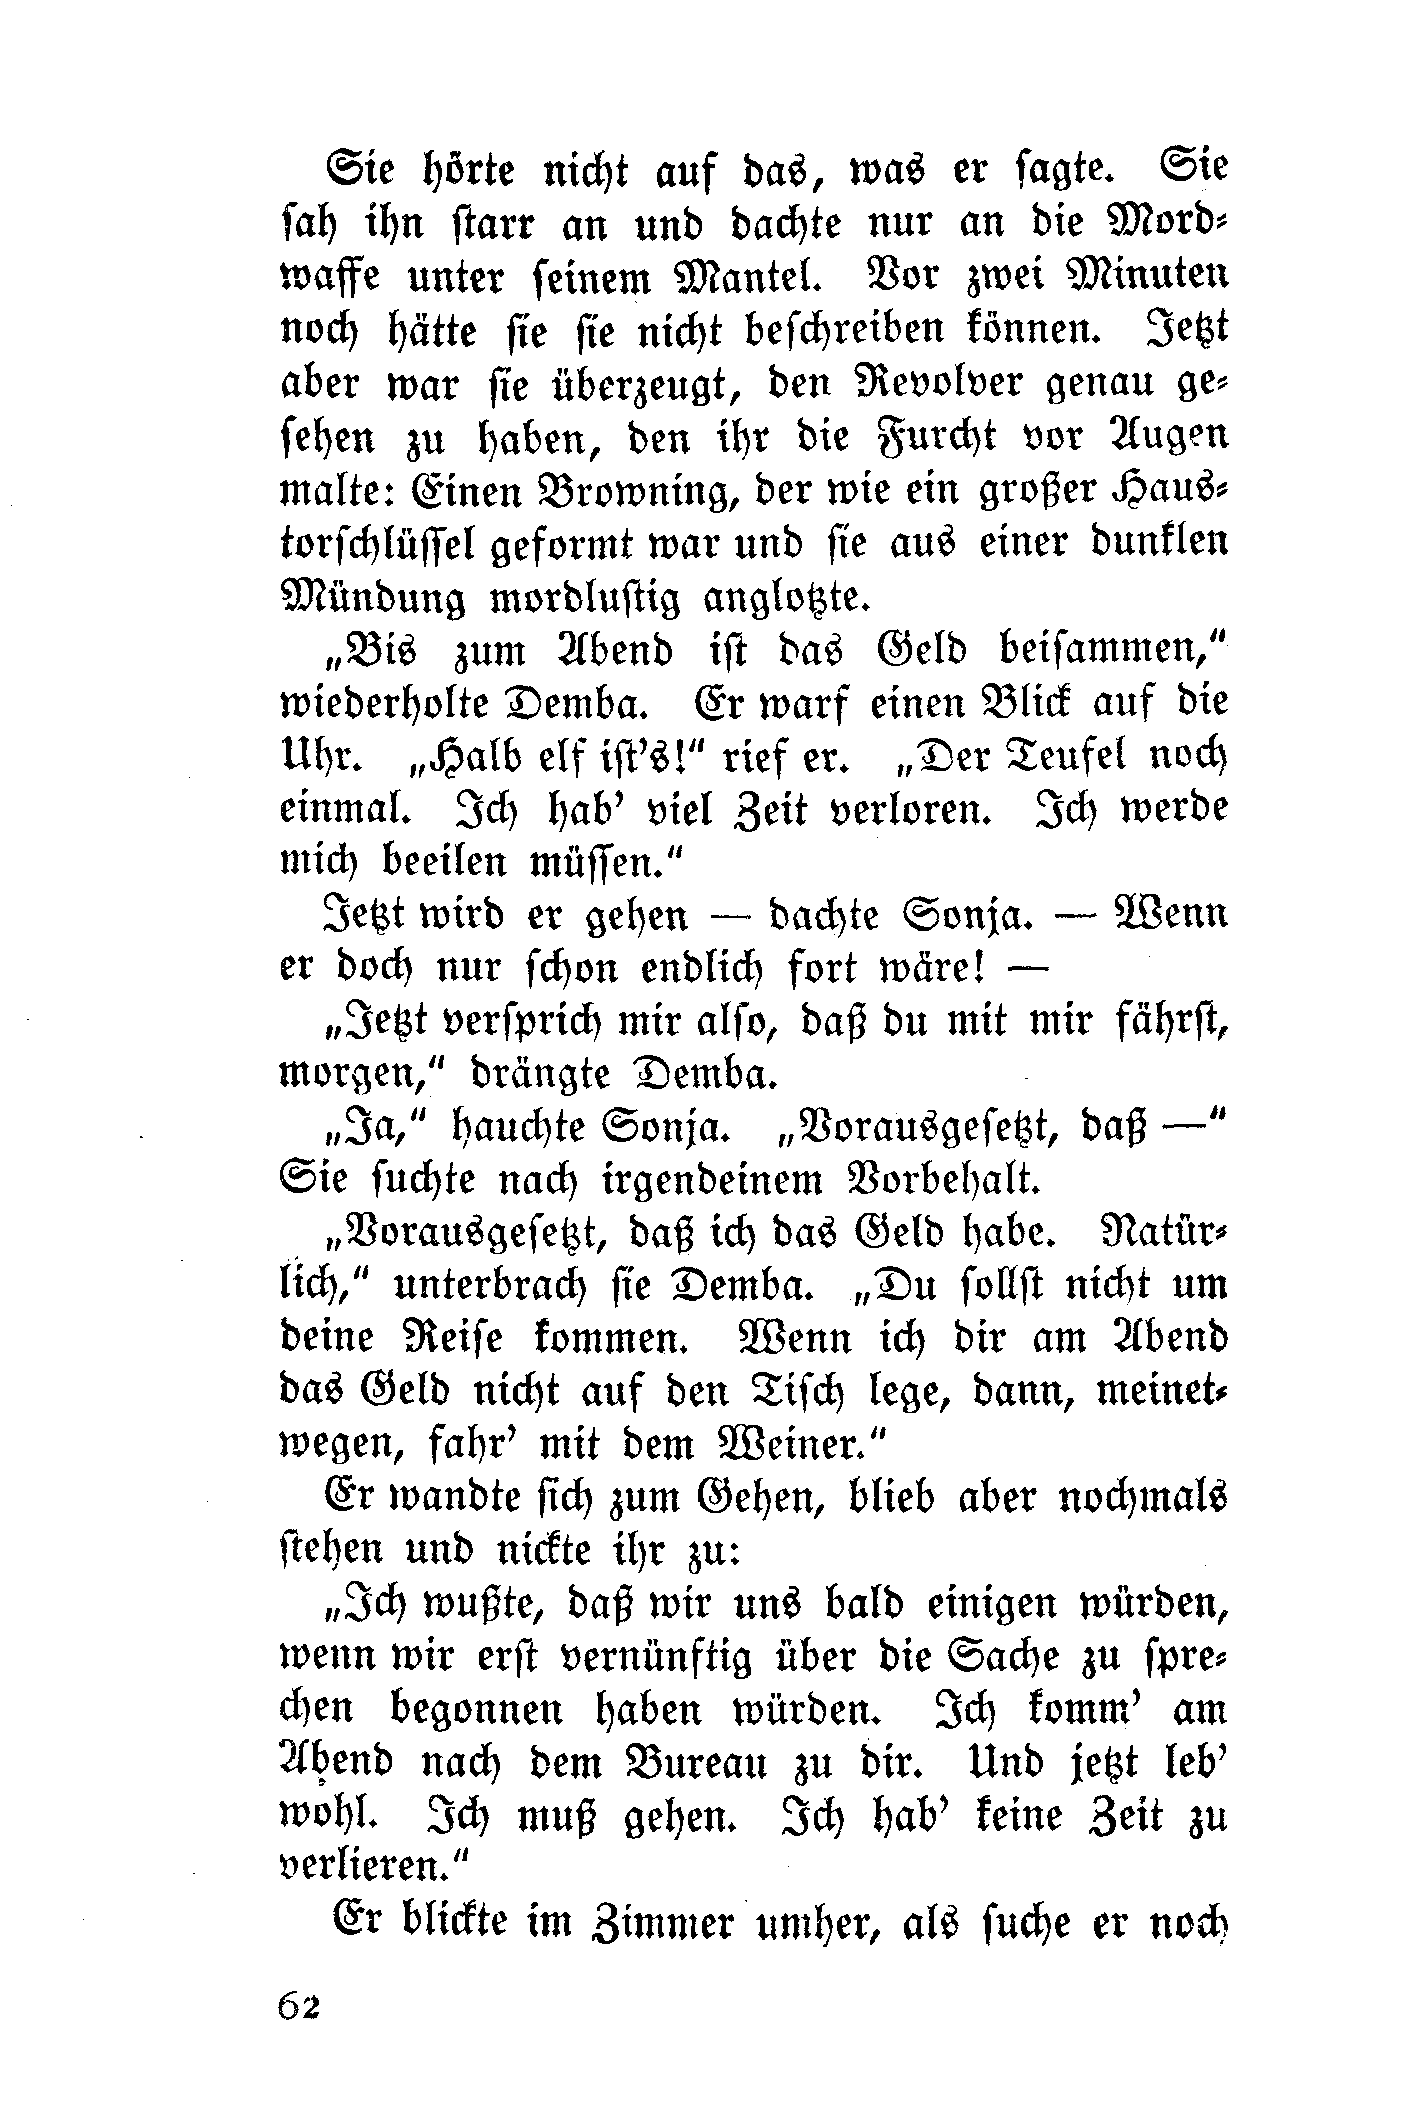 Sie hörte nicht auf das, was er sagte. Sie
sah ihn starr an und dachte nur an die Mord-
waffe unter seinem Mantel. Vor zwei Minuten
noch hätte sie sie nicht beschreiben können. Jetzt
aber war sie überzeugt, den Revolver genau ge-
sehen zu haben, den ihr die Furcht vor Augen
malte: Einen Browning, der wie ein großer Haus-
torschlüssel geformt war und sie aus einer dunklen
Mündung mordlustig anglotzte.
„Bis zum Abend ist das Geld beisammen,“
wiederholte Demba. Er warf einen Blick auf die
Uhr. „Halb elf ist’s!“ rief er. „Der Teufel noch
einmal. Ich hab’ viel Zeit verloren. Ich werde
mich beeilen müssen.“
Jetzt wird er gehen — dachte Sonja. — Wenn
er doch nur schon endlich fort wäre! —
„Jetzt versprich mir also, daß du mit mir fährst,
morgen,“ drängte Demba.
„Ja,“ hauchte Sonja. „Vorausgesetzt, daß —“
Sie suchte nach irgendeinem Vorbehalt.
„Vorausgesetzt, daß ich das Geld habe. Natür-
lich,“ unterbrach sie Demba. „Du sollst nicht um
deine Reise kommen. Wenn ich dir am Abend
das Geld nicht auf den Tisch lege, dann, meinet-
wegen, fahr’ mit dem Weiner.“
Er wandte sich zum Gehen, blieb aber nochmals
stehen und nickte ihr zu:
„Ich wußte, daß wir uns bald einigen würden,
wenn wir erst vernünftig über die Sache zu spre-
chen begonnen haben würden. Ich komm’ am
Abend nach dem Bureau zu dir. Und jetzt leb’
wohl. Ich muß gehen. Ich hab’ keine Zeit zu
verlieren.“
Er blickte im Zimmer umher, als suche er noch
62